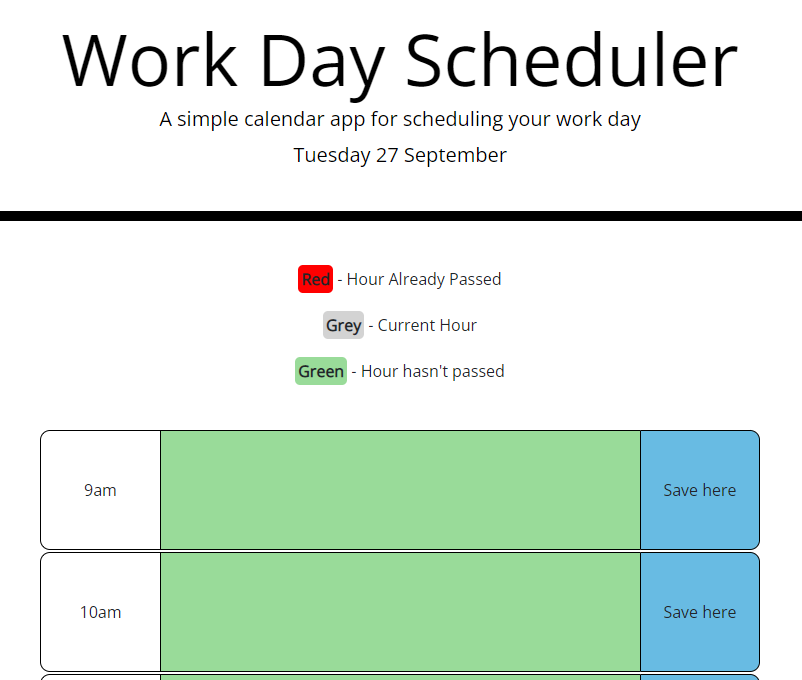 Work Day Scheduler
A simple calendar app for scheduling your work day
Tuesday 27 September
Red - Hour Already Passed
Grey - Current Hour
Green - Hour hasn't passed
9am Save here
10am Save here